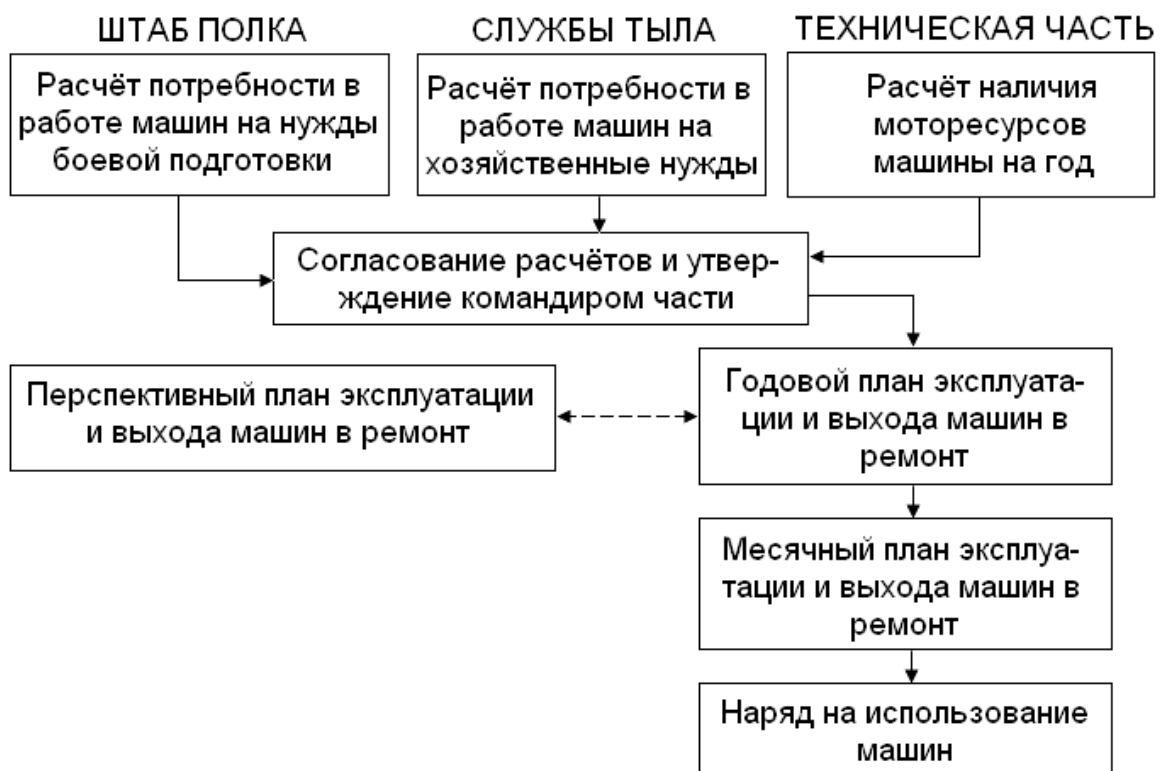 ШТАБ ПОЛКА
СЛУЖБЫ ТЫЛА
ТЕХНИЧЕСКАЯ ЧАСТЬ
Расчёт потребности в
работе машин на нужды
боевой подготовки
Расчёт потребности в
работе машин на
хозяйственные нужды
Расчёт наличия
моторесурсов
машины на год
Согласование расчётов и утвер-
ждение командиром части
Перспективный план эксплуатации
и выхода машин в ремонт
Годовой план эксплуата-
ции и выхода машин в
ремонт
Месячный план эксплуа-
тации и выхода машин в
ремонт
Наряд на использование
машин